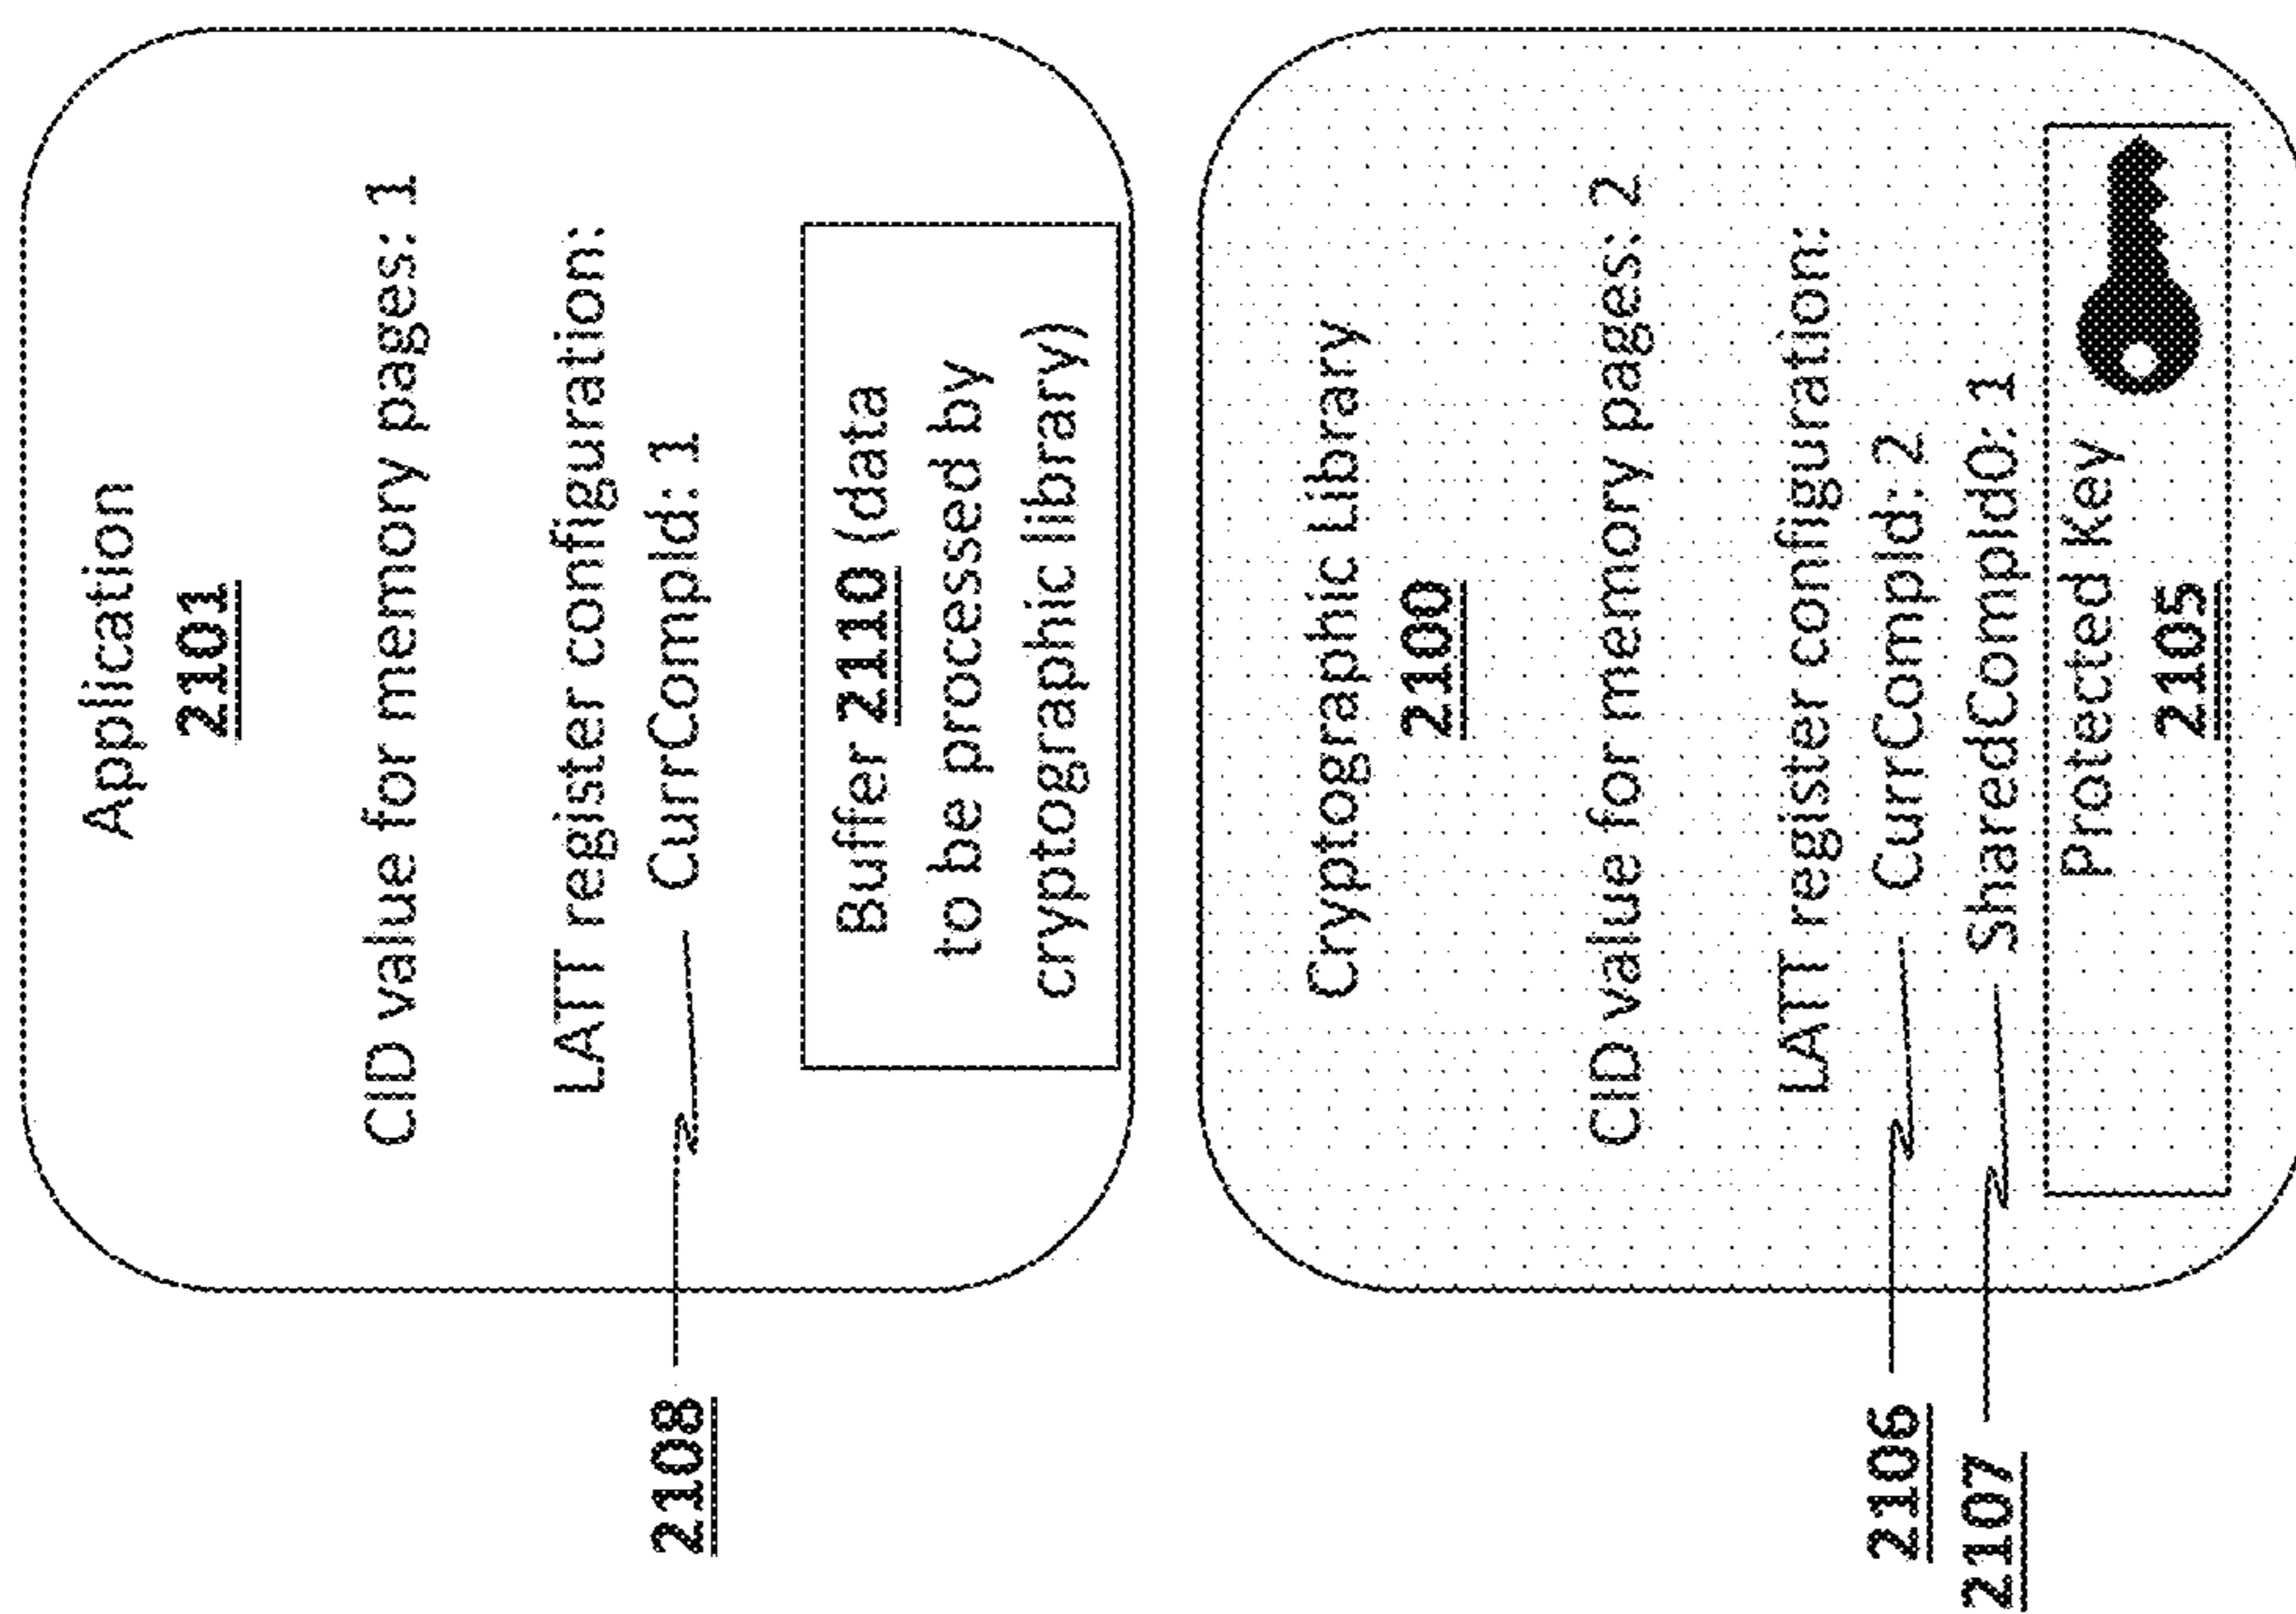 Application
2101
CID value for memory pages: 1
LATT register configuration:
2108
CurrCompId: 1
Buffer 2110 (data
to be processed by
cryptographic library)
Cryptographic Library
2100
CID value for memory pages: 2
LATT register configuration:
2106
CurrCompId: 2
2107
SharedCompId0: 1
Protected Key
2105